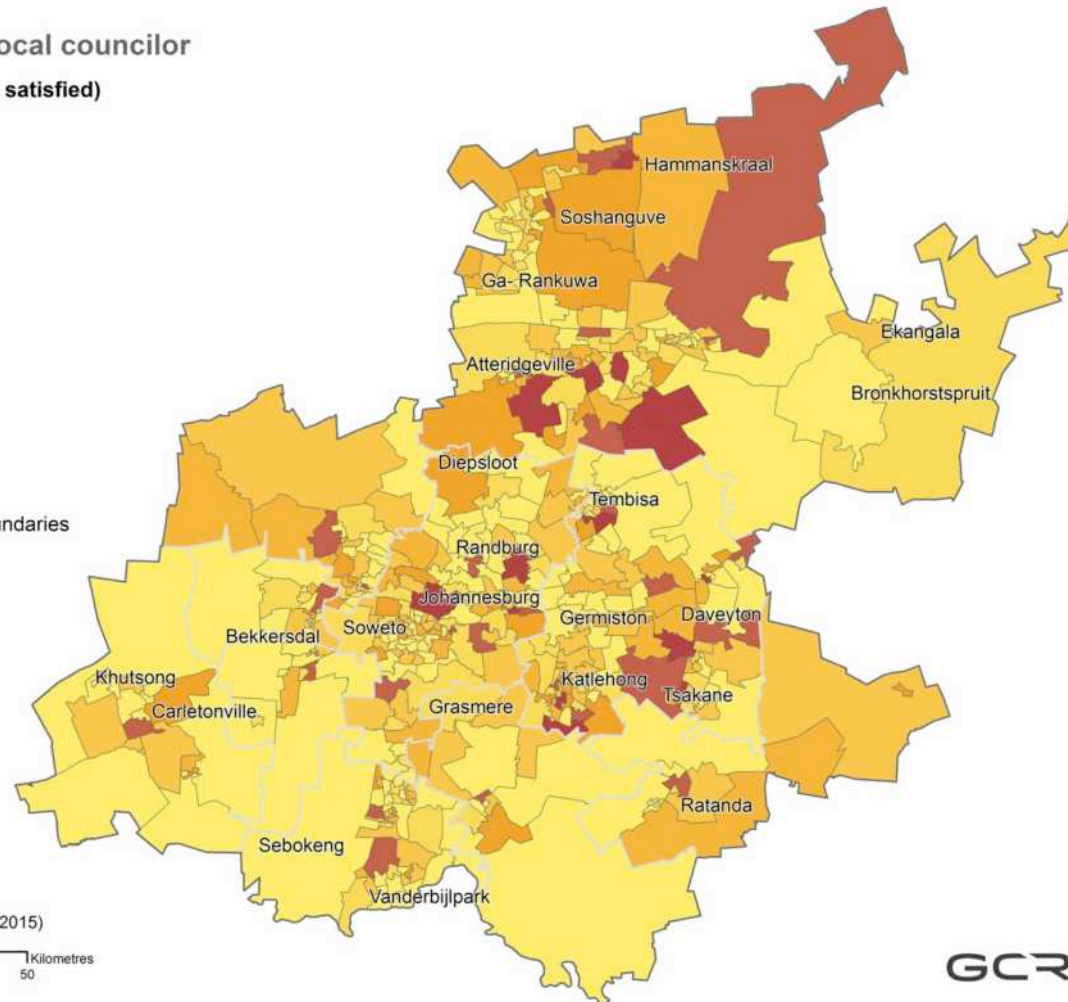 ocal councilor
satisfied)
Hammanskraal
Soshanguve
Ga- Rankuwa
Ekangala
Atteridgeville
Bronkhorstspruit
Diepsloot
Tembisa
ndaries
Randburg
Johannesburg
Germiston
Daveyton
Bekkersdal
Soweto
Khutsong
Katlehong
Tsakane
Carletonville
Grasmere
Ratanda
Sebokeng
Vanderbijlpark
2015)
Kilometres
50
GCR